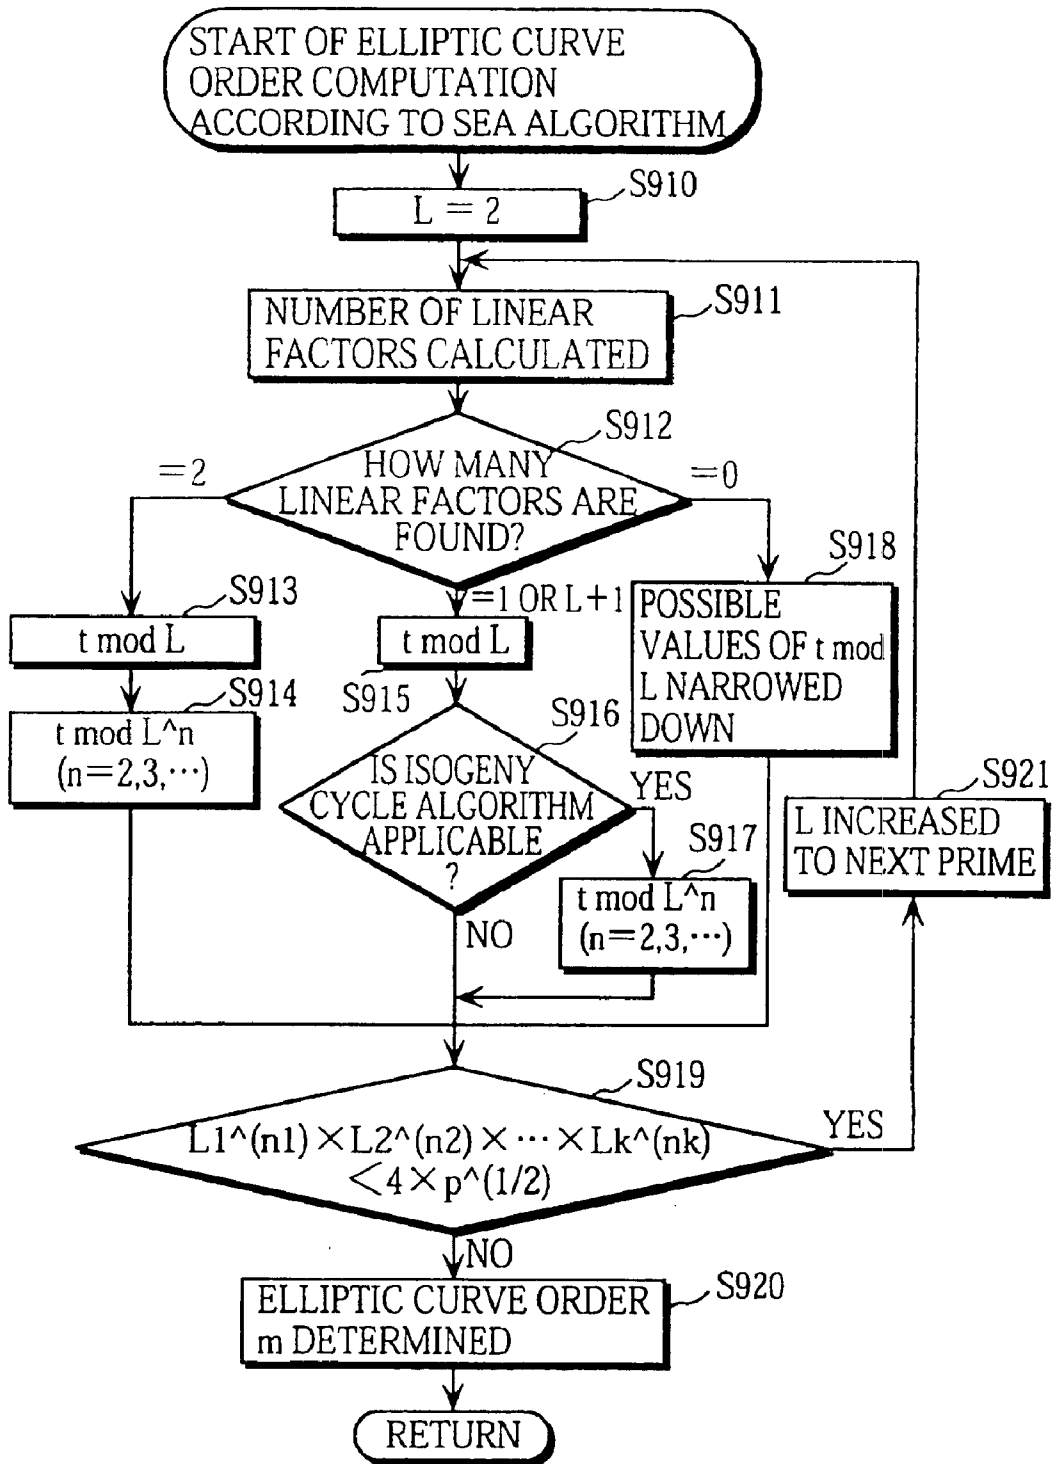 START OF ELLIPTIC CURVE
ORDER COMPUTATION
ACCORDING TO SEA ALGORITHM
S910
L = 2
S911
NUMBER OF LINEAR
FACTORS CALCULATED
S912
HOW MANY
LINEAR FACTORS ARE
FOUND?
=2
=0
=1 OR L+1
S913
t mod L
S914
t mod L^n
(n=2,3,⋯)
t mod L
S915
S916
IS ISOGENY
CYCLE ALGORITHM
APPLICABLE
?
YES
NO
S917
t mod L^n
(n=2,3,⋯)
S918
POSSIBLE
VALUES OF t mod
L NARROWED
DOWN
S921
L INCREASED
TO NEXT PRIME
S919
L1^(n1)×L2^(n2)×⋯×Lk^(nk)
<4×p^(1/2)
YES
NO
S920
ELLIPTIC CURVE ORDER
m DETERMINED
RETURN